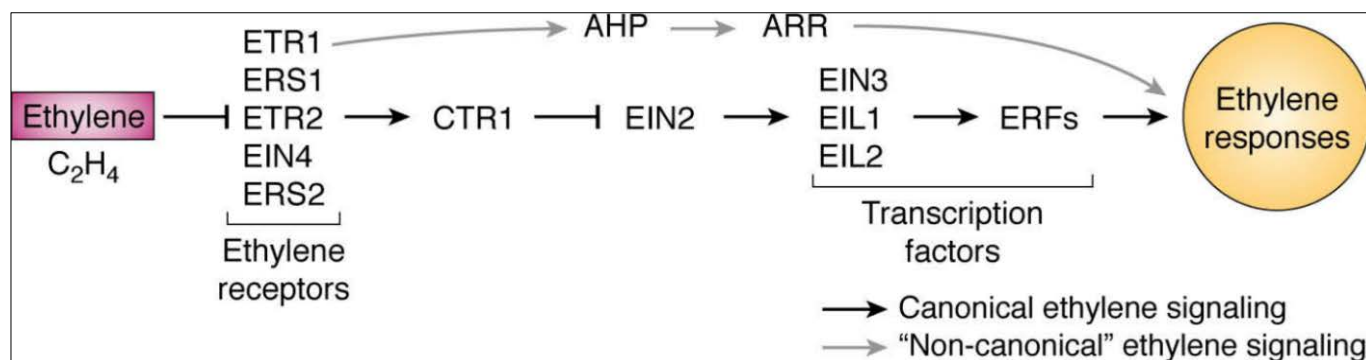 ETR1
AHP
ARR
ERS1
EIN3
Ethylene
ETR2
CTR1
EIN2
EIL1
ERFs
Ethylene
responses
C₂H₄
EIN4
EIL2
ERS2
Ethylene
receptors
Transcription
factors
Canonical ethylene signaling
“Non-canonical” ethylene signaling